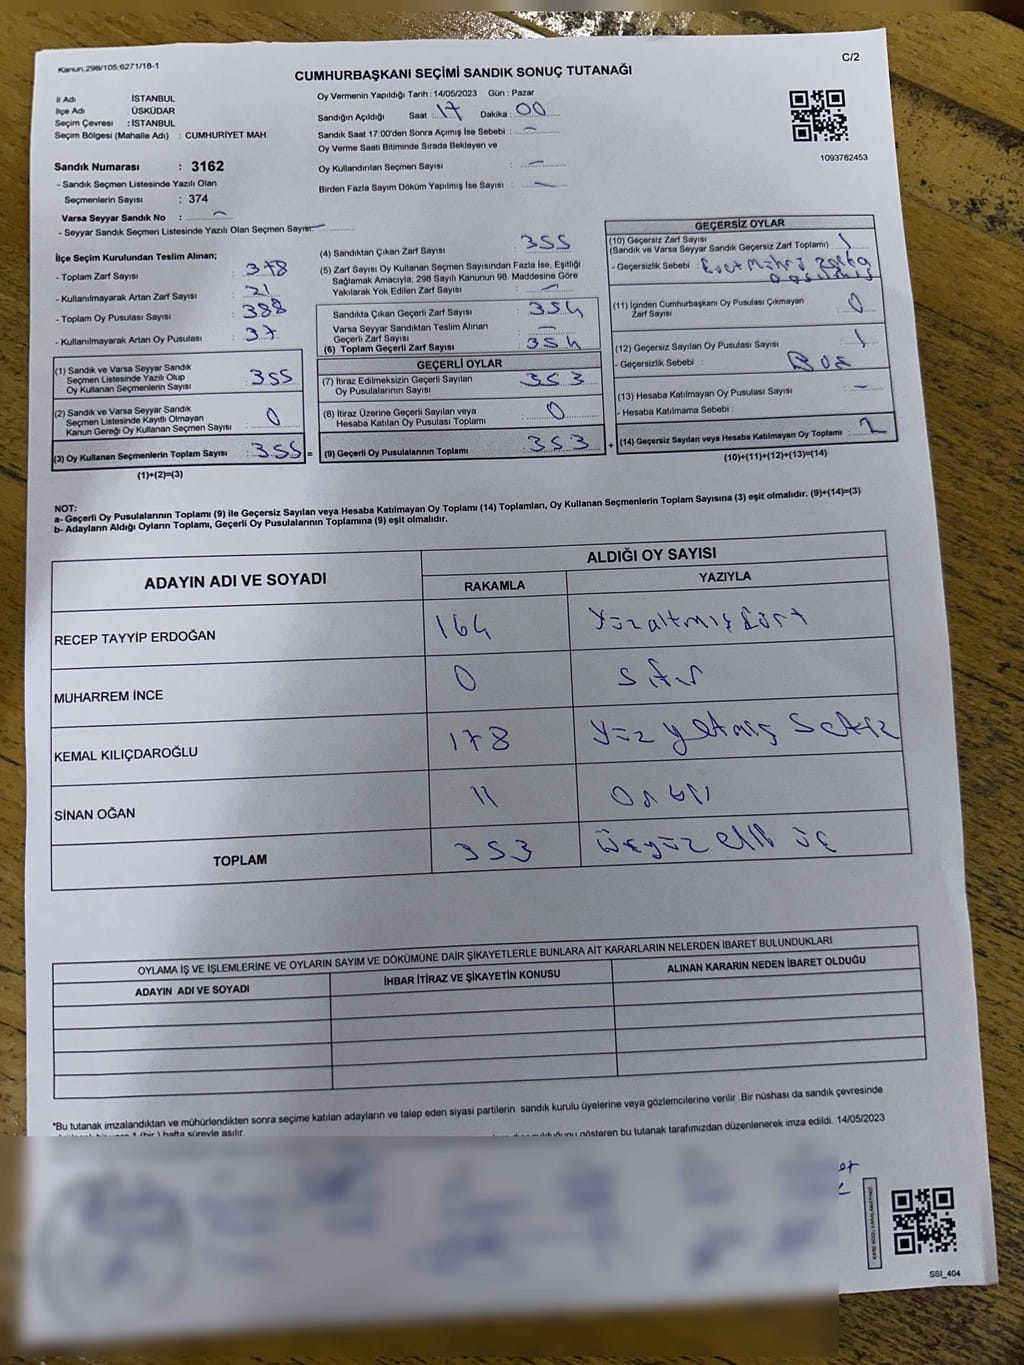 Kanun,298/105,6271/18-1
C/2
CUMHURBAŞKANI SEÇİMİ SANDIK SONUÇ TUTANAĞI
İl Adı : İSTANBUL
İlçe Adı : ÜSKÜDAR
Seçim Çevresi : İSTANBUL
Seçim Bölgesi (Mahalle Adı) : CUMHURİYET MAH.
Sandık Numarası : 3162
- Sandık Seçmen Listesinde Yazılı Olan
Seçmenlerin Sayısı : 374
Varsa Seyyar Sandık No : -
- Seyyar Sandık Seçmen Listesinde Yazılı Olan Seçmen Sayısı: -
Oy Vermenin Yapıldığı Tarih : 14/05/2023 Gün : Pazar
Sandığın Açıldığı Saat : 17 Dakika : 00
Sandık Saat 17:00'den Sonra Açımış İse Sebebi : -
Oy Verme Saati Bitiminde Sırada Bekleyen ve
Oy Kullandırılan Seçmen Sayısı : -
Birden Fazla Sayım Döküm Yapılmış İse Sayısı : -
1093782453
İlçe Seçim Kurulundan Teslim Alınan;
- Toplam Zarf Sayısı : 378
- Kullanılmayarak Artan Zarf Sayısı : 21
- Toplam Oy Pusulası Sayısı : 388
- Kullanılmayarak Artan Oy Pusulası : 37
(1) Sandık ve Varsa Seyyar Sandık
Seçmen Listesinde Yazılı Olup
Oy Kullanan Seçmenlerin Sayısı : 355
(2) Sandık ve Varsa Seyyar Sandık
Seçmen Listesinde Kayıtlı Olmayan
Kanun Gereği Oy Kullanan Seçmen Sayısı : 0
(3) Oy Kullanan Seçmenlerin Toplam Sayısı : 355 =
(1)+(2)=(3)
(4) Sandıktan Çıkan Zarf Sayısı : 355
(5) Zarf Sayısı Oy Kullanan Seçmen Sayısından Fazla İse, Eşitliği
Sağlamak Amacıyla, 298 Sayılı Kanunun 98. Maddesine Göre
Yakılarak Yok Edilen Zarf Sayısı : -
Sandıkta Çıkan Geçerli Zarf Sayısı : 354
Varsa Seyyar Sandıktan Teslim Alınan
Geçerli Zarf Sayısı : -
(6) Toplam Geçerli Zarf Sayısı : 354
GEÇERLİ OYLAR
(7) İtiraz Edilmeksizin Geçerli Sayılan
Oy Pusulalarının Sayısı : 353
(8) İtiraz Üzerine Geçerli Sayılan veya
Hesaba Katılan Oy Pusulası Toplamı : 0
(9) Geçerli Oy Pusulalarının Toplamı : 353 +
GEÇERSİZ OYLAR
(10) Geçersiz Zarf Sayısı
(Sandık ve Varsa Seyyar Sandık Geçersiz Zarf Toplamı) : 1
- Geçersizlik Sebebi : Evet Mührü zarfa
(11) İçinden Cumhurbaşkanı Oy Pusulası Çıkmayan
Zarf Sayısı : 0
(12) Geçersiz Sayılan Oy Pusulası Sayısı : 1
- Geçersizlik Sebebi : Boş
(13) Hesaba Katılmayan Oy Pusulası Sayısı : -
- Hesaba Katılmama Sebebi :
(14) Geçersiz Sayılan veya Hesaba Katılmayan Oy Toplamı : 2
(10)+(11)+(12)+(13)=(14)
NOT:
a- Geçerli Oy Pusulalarının Toplamı (9) ile Geçersiz Sayılan veya Hesaba Katılmayan Oy Toplamı (14) Toplamları, Oy Kullanan Seçmenlerin Toplam Sayısına (3) eşit olmalıdır. (9)+(14)=(3)
b- Adayların Aldığı Oyların Toplamı, Geçerli Oy Pusulalarının Toplamına (9) eşit olmalıdır.
ADAYIN ADI VE SOYADI
ALDIĞI OY SAYISI
RAKAMLA YAZIYLA
RECEP TAYYİP ERDOĞAN 164 Yüz altmış dört
MUHARREM İNCE 0 Sıfır
KEMAL KILIÇDAROĞLU 178 Yüz yetmiş sekiz
SİNAN OĞAN 11 On bir
TOPLAM 353 Üçyüz elli üç
OYLAMA İŞ VE İŞLEMLERİNE VE OYLARIN SAYIM VE DÖKÜMÜNE DAİR ŞİKAYETLERLE BUNLARA AİT KARARLARIN NELERDEN İBARET BULUNDUKLARI
ADAYIN ADI VE SOYADI İHBAR İTİRAZ VE ŞİKAYETİN KONUSU ALINAN KARARIN NEDEN İBARET OLDUĞU
*Bu tutanak imzalandıktan ve mühürlendikten sonra seçime katılan adayların ve talep eden siyasi partilerin sandık kurulu üyelerine veya gözlemcilerine verilir .Bir nüshası da sandık çevresinde
1 (bir) hafta süreyle asılır.
gösteren bu tutanak tarafımızdan düzenlenerek imza edildi. 14/05/2023
SSI_404